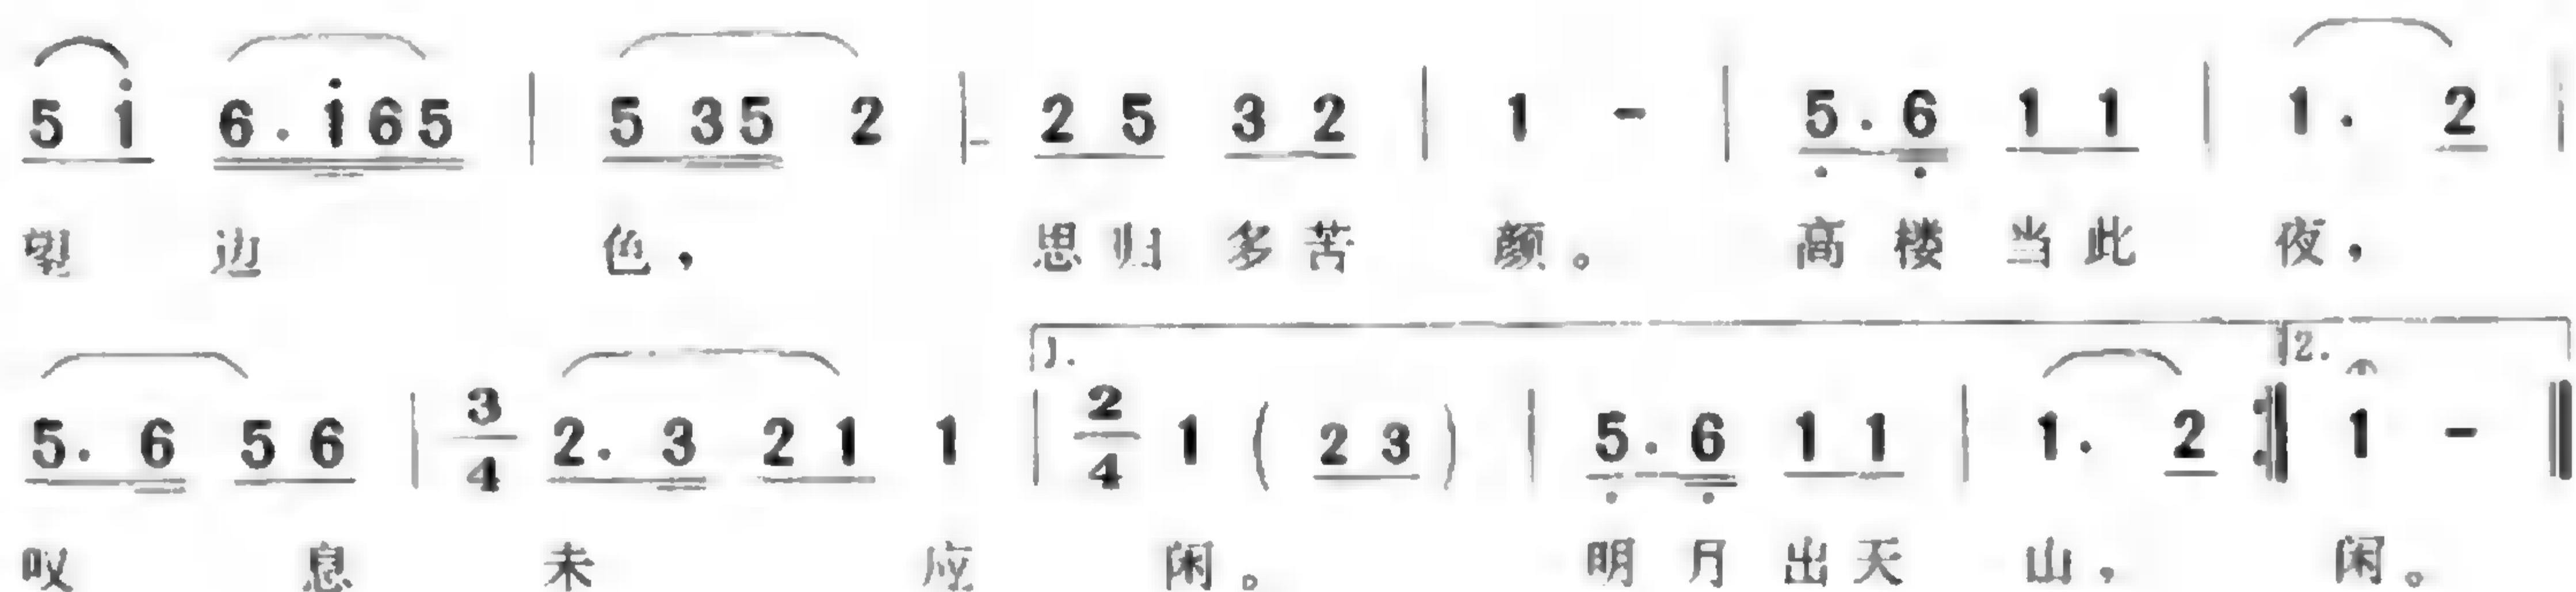 5 i 6. i65 | 5 35 2 | 2 5 3 2 | 1 - | 5. 6 1 1 | 1. 2 |
望 边 色， 思归 多苦 颜。 高 楼 当此 夜，
1. 2.
5. 6 5 6 | 3/4 2. 3 2 1 1 | 2/4 1 ( 2 3 ) | 5. 6 1 1 | 1. 2 :‖ 1 - ‖
叹 息 未 应 闲。 明 月 出天 山， 闲。